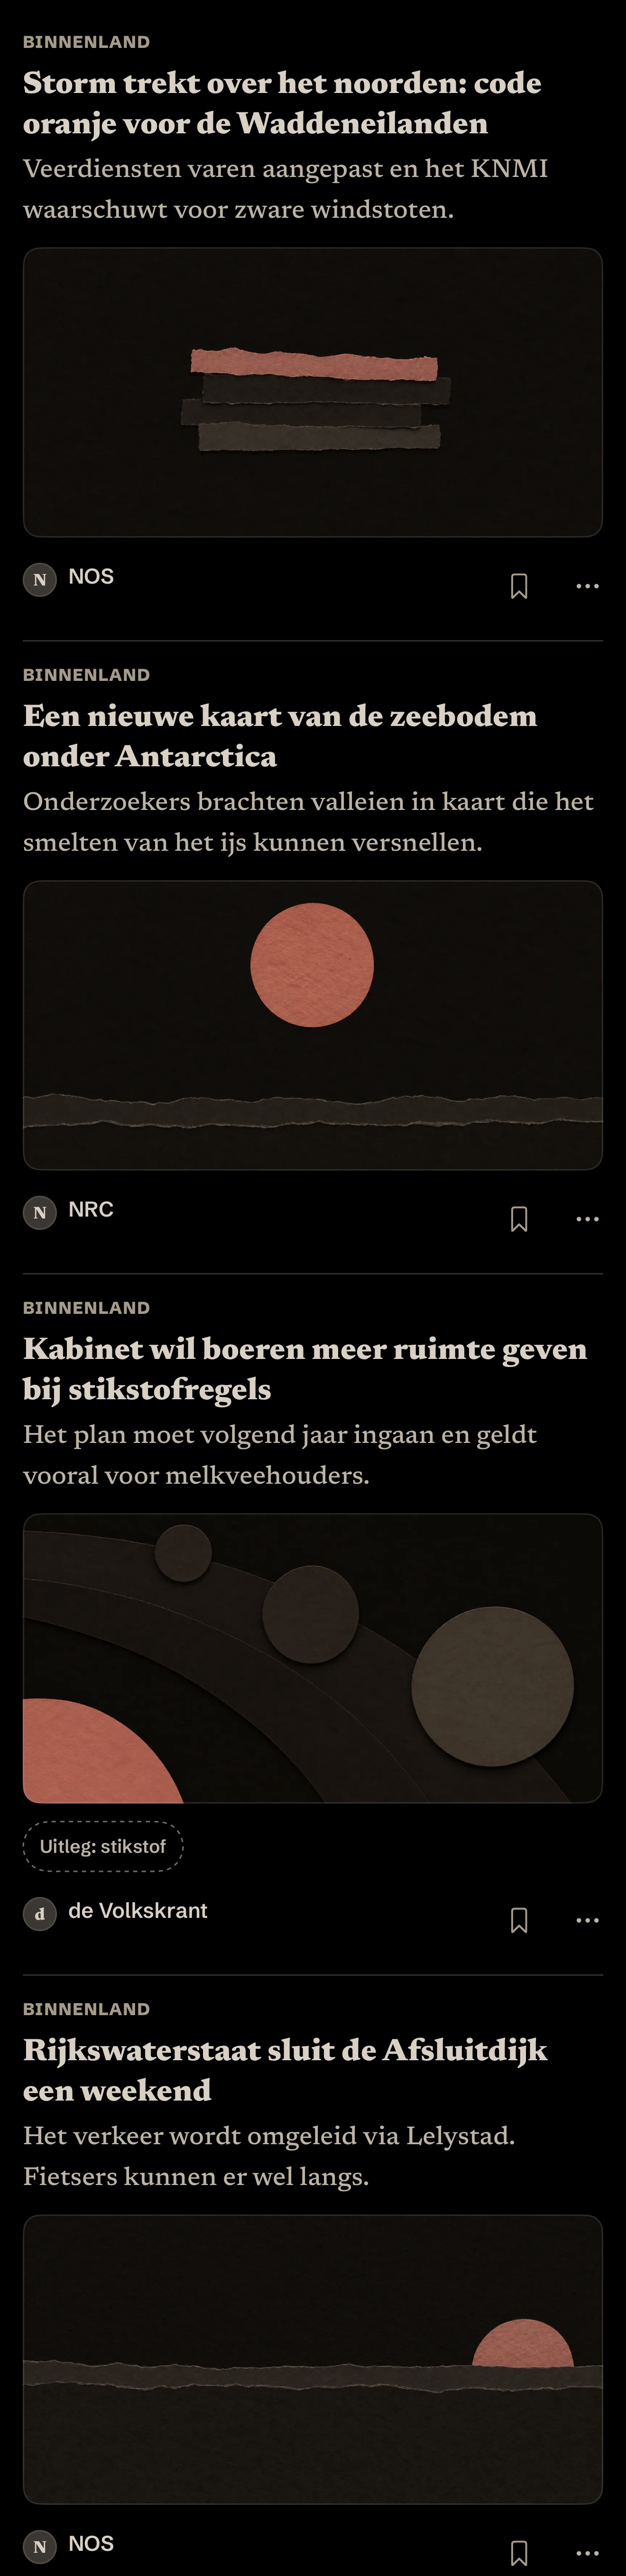 BINNENLAND
Storm trekt over het noorden: code
oranje voor de Waddeneilanden
Veerdiensten varen aangepast en het KNMI
waarschuwt voor zware windstoten.
N NOS
BINNENLAND
Een nieuwe kaart van de zeebodem
onder Antarctica
Onderzoekers brachten valleien in kaart die het
smelten van het ijs kunnen versnellen.
N NRC
BINNENLAND
Kabinet wil boeren meer ruimte geven
bij stikstofregels
Het plan moet volgend jaar ingaan en geldt
vooral voor melkveehouders.
Uitleg: stikstof
d de Volkskrant
BINNENLAND
Rijkswaterstaat sluit de Afsluitdijk
een weekend
Het verkeer wordt omgeleid via Lelystad.
Fietsers kunnen er wel langs.
N NOS